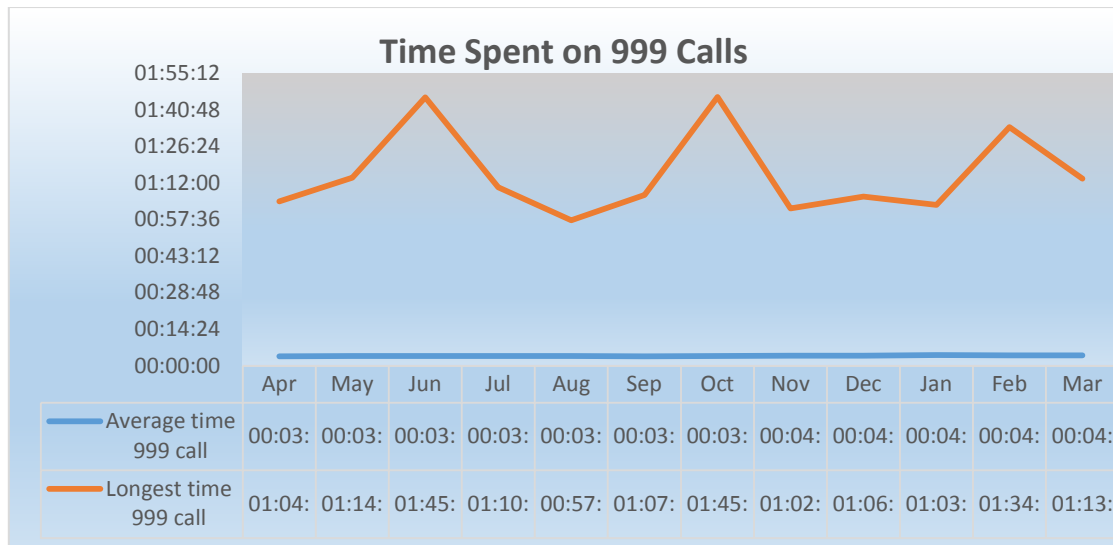 Time Spent on 999 Calls
01:55:12
01:40:48
01:26:24
01:12:00
00:57:36
00:43:12
00:28:48
00:14:24
00:00:00
Apr May Jun Jul Aug Sep Oct Nov Dec Jan Feb Mar
Average time
999 call
00:03: 00:03: 00:03: 00:03: 00:03: 00:03: 00:03: 00:04: 00:04: 00:04: 00:04: 00:04:
Longest time
999 call
01:04: 01:14: 01:45: 01:10: 00:57: 01:07: 01:45: 01:02: 01:06: 01:03: 01:34: 01:13: